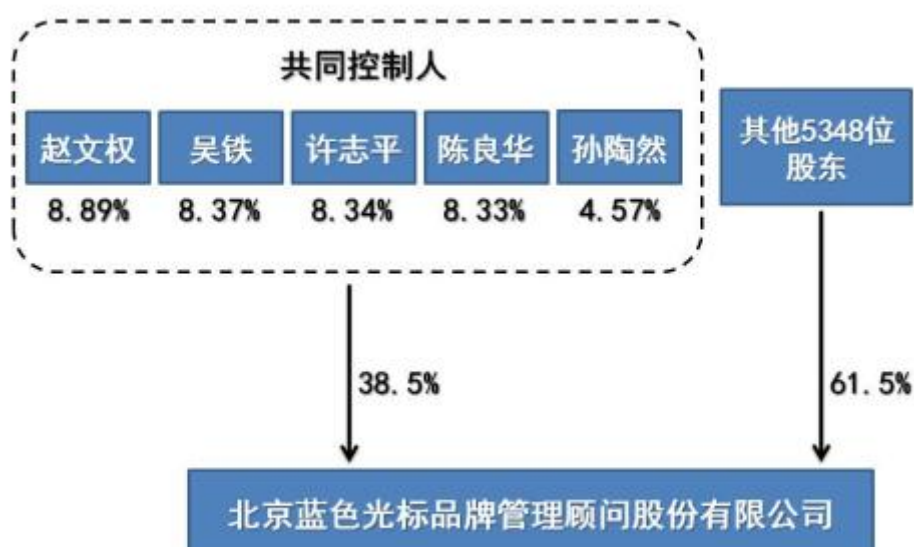 共同控制人
赵文权 吴铁 许志平 陈良华 孙陶然
8.89% 8.37% 8.34% 8.33% 4.57%
其他5348位
股东
38.5%
61.5%
北京蓝色光标品牌管理顾问股份有限公司